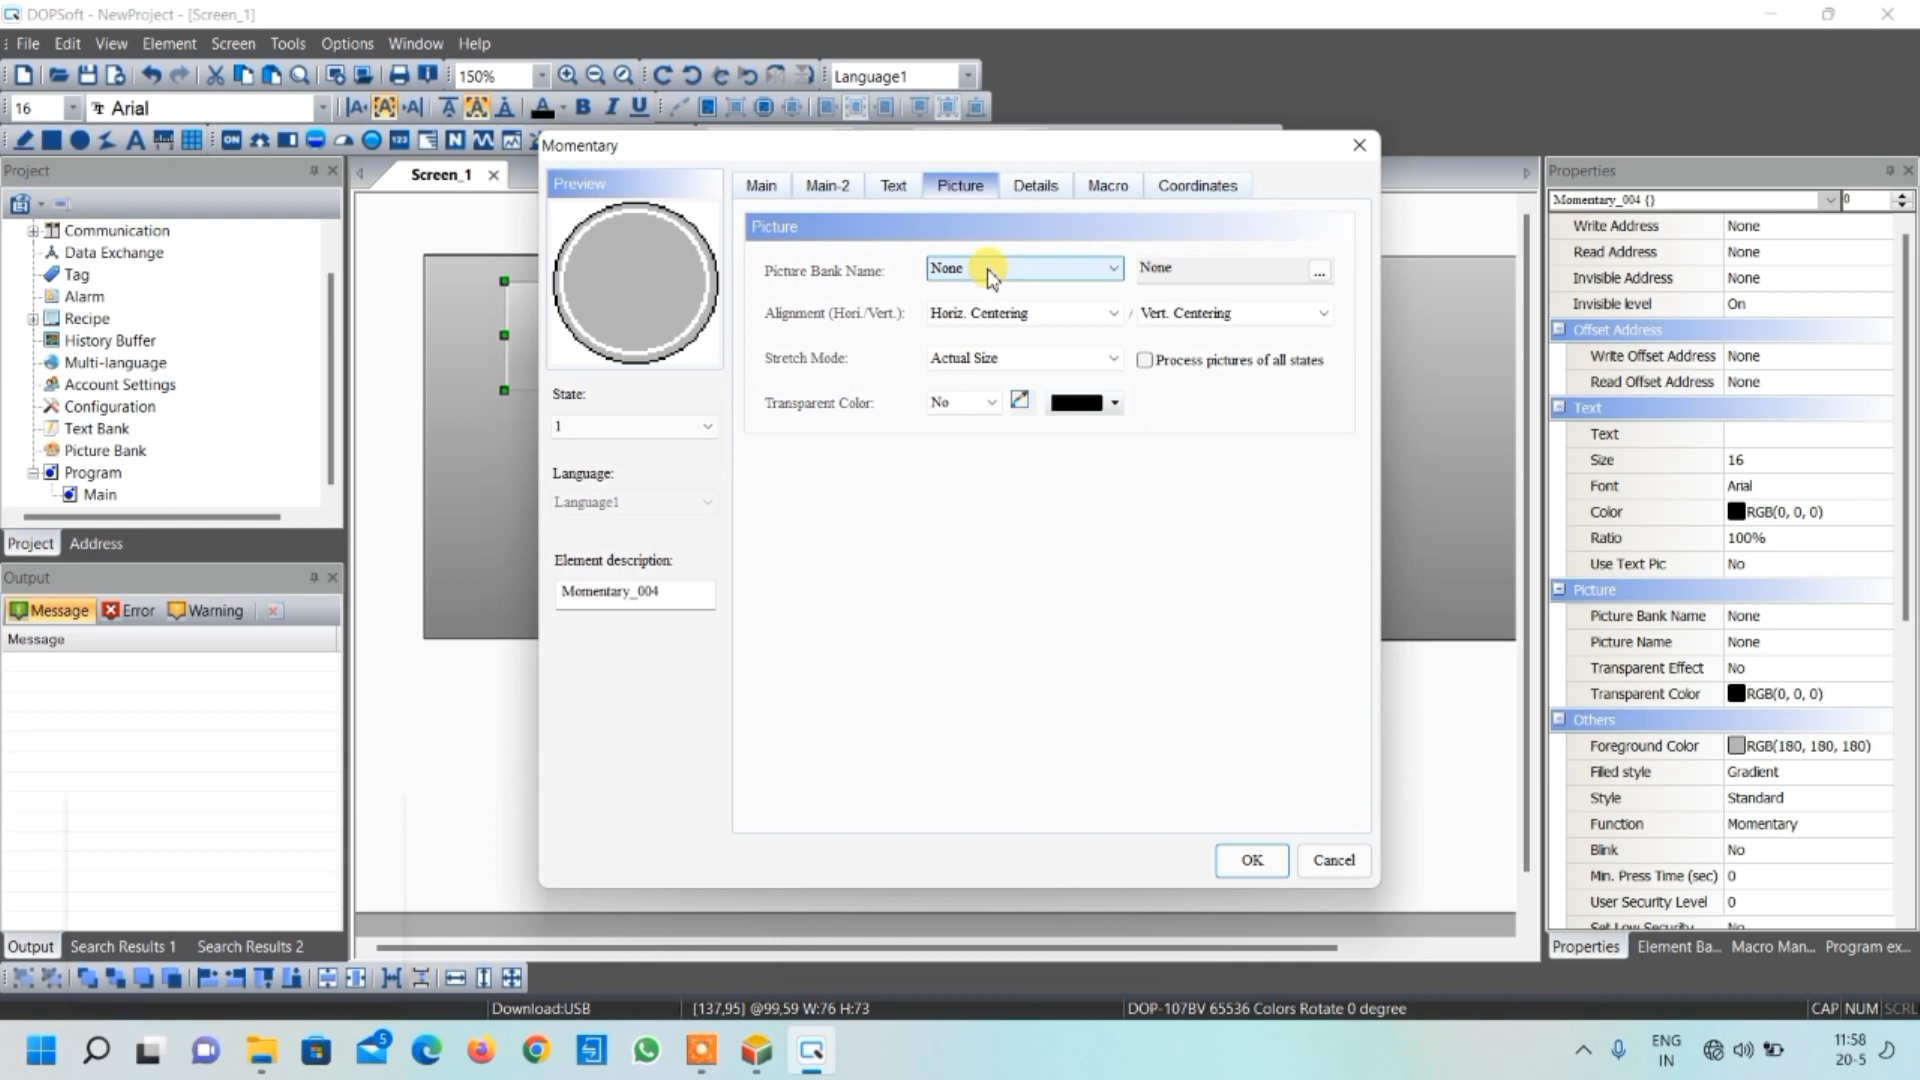 DOPSoft - NewProject - [Screen_1]
File Edit View Element Screen Tools Options Window Help
150%
Language1
16
Arial
Project
Screen_1
Communication
Data Exchange
Tag
Alarm
Recipe
History Buffer
Multi-language
Account Settings
Configuration
Text Bank
Picture Bank
Program
Main
Project Address
Output
Message Error Warning
Message
Output Search Results 1 Search Results 2
Momentary
Preview
State:
1
Language:
Language1
Element description:
Momentary_004
Main Main-2 Text Picture Details Macro Coordinates
Picture
Picture Bank Name: None None ...
Alignment (Hori./Vert.): Horiz. Centering / Vert. Centering
Stretch Mode: Actual Size Process pictures of all states
Transparent Color: No
OK Cancel
Properties
Momentary_004 {} 0
Write Address None
Read Address None
Invisible Address None
Invisible level On
Offset Address
Write Offset Address None
Read Offset Address None
Text
Text
Size 16
Font Arial
Color RGB(0, 0, 0)
Ratio 100%
Use Text Pic No
Picture
Picture Bank Name None
Picture Name None
Transparent Effect No
Transparent Color RGB(0, 0, 0)
Others
Foreground Color RGB(180, 180, 180)
Filled style Gradient
Style Standard
Function Momentary
Blink No
Min. Press Time (sec) 0
User Security Level 0
Set Low Security No
Properties Element Ba... Macro Man... Program ex...
Download:USB [137,95] @99,59 W:76 H:73 DOP-107BV 65536 Colors Rotate 0 degree CAP NUM SCRL
5
ENG
IN
11:58
20-5